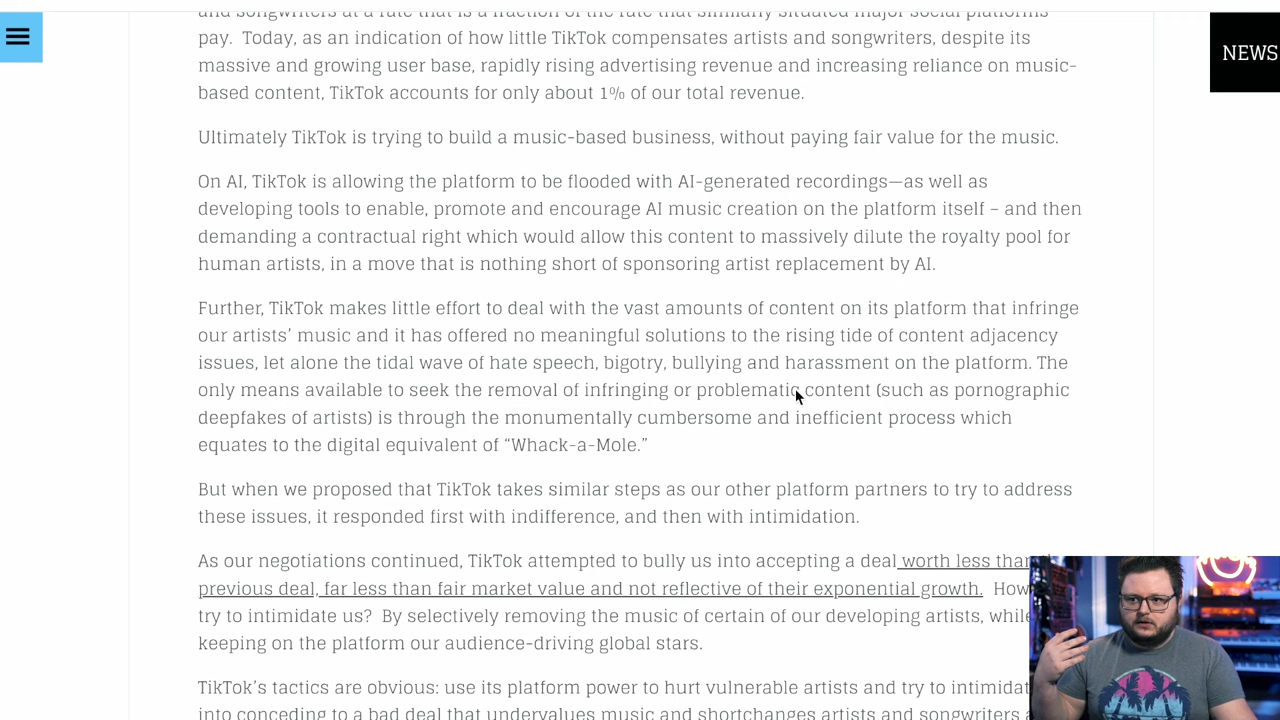 and songwriters at a rate that is a fraction of the rate that similarly situated major social platforms
pay.  Today, as an indication of how little TikTok compensates artists and songwriters, despite its
massive and growing user base, rapidly rising advertising revenue and increasing reliance on music-
based content, TikTok accounts for only about 1% of our total revenue.
NEWS
Ultimately TikTok is trying to build a music-based business, without paying fair value for the music.
On AI, TikTok is allowing the platform to be flooded with AI-generated recordings—as well as
developing tools to enable, promote and encourage AI music creation on the platform itself – and then
demanding a contractual right which would allow this content to massively dilute the royalty pool for
human artists, in a move that is nothing short of sponsoring artist replacement by AI.
Further, TikTok makes little effort to deal with the vast amounts of content on its platform that infringe
our artists’ music and it has offered no meaningful solutions to the rising tide of content adjacency
issues, let alone the tidal wave of hate speech, bigotry, bullying and harassment on the platform. The
only means available to seek the removal of infringing or problematic content (such as pornographic
deepfakes of artists) is through the monumentally cumbersome and inefficient process which
equates to the digital equivalent of “Whack-a-Mole.”
But when we proposed that TikTok takes similar steps as our other platform partners to try to address
these issues, it responded first with indifference, and then with intimidation.
As our negotiations continued, TikTok attempted to bully us into accepting a deal worth less than
previous deal, far less than fair market value and not reflective of their exponential growth.  How
try to intimidate us?  By selectively removing the music of certain of our developing artists, while
keeping on the platform our audience-driving global stars.
TikTok’s tactics are obvious: use its platform power to hurt vulnerable artists and try to intimidat
into conceding to a bad deal that undervalues music and shortchanges artists and songwriters